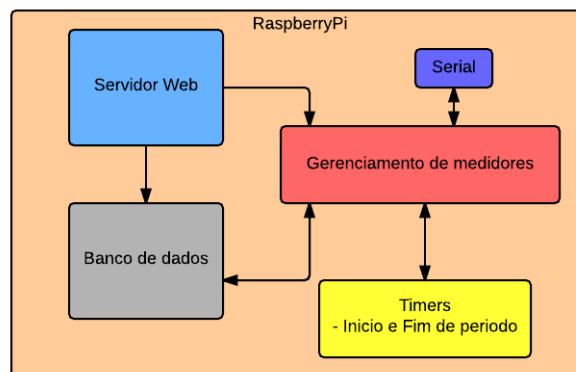 RaspberryPi
Servidor Web
Serial
Gerenciamento de medidores
Banco de dados
Timers
- Inicio e Fim de periodo